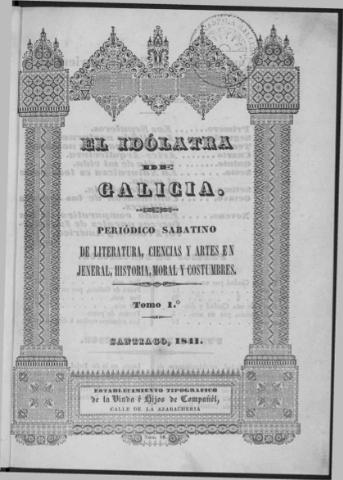 EL IDÓLATRA
DE
GALICIA.
PERIÓDICO SABATINO
DE LITERATURA, CIENCIAS Y ARTES EN
JENERAL; HISTORIA, MORAL Y COSTUMBRES.
Tomo 1.º
SANTIAGO, 1841.
ESTABLECIMIENTO TIPOGRÁFICO
de la Viuda é Hijos de Compañel,
CALLE DE LA AZABACHERIA